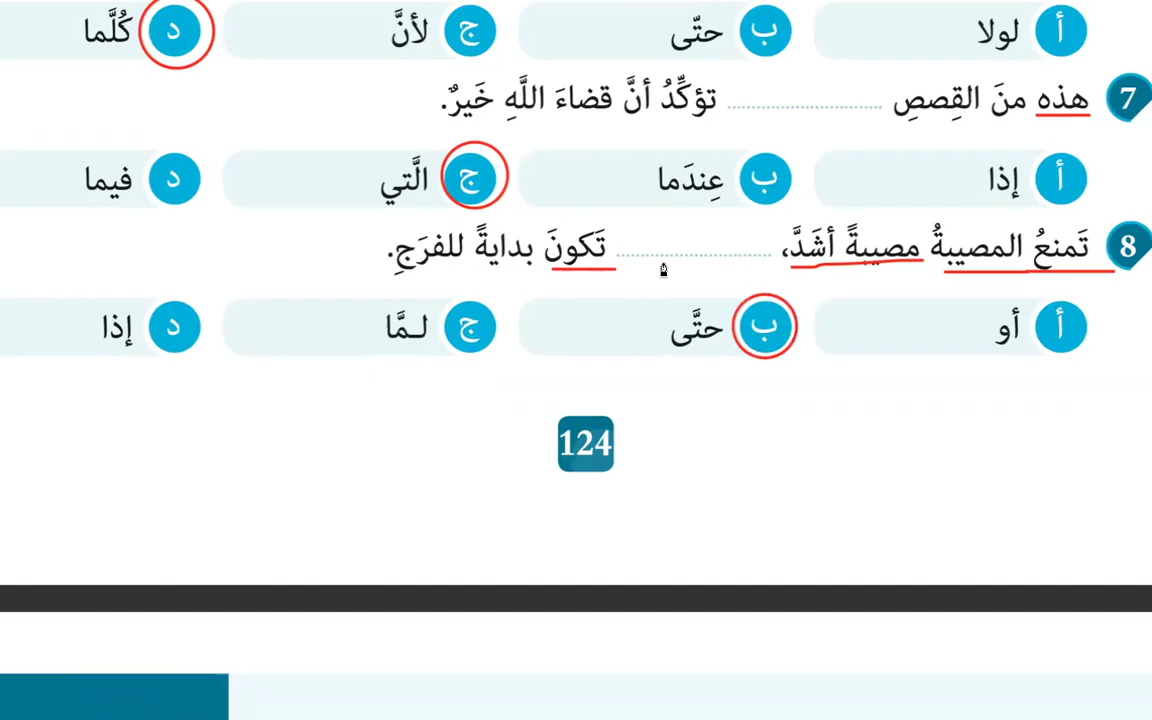 أ لولا ب حتّى ج لأنَّ د كُلَّما
7 هذه منَ القِصصِ ........................ تؤكِّدُ أنَّ قضاءَ اللَّهِ خَيرٌ.
أ إذا ب عِندَما ج الَّتي د فيما
8 تَمنعُ المصيبةُ مصيبةً أشَدَّ، ........................ تَكونَ بدايةً للفرَجِ.
أ أو ب حتَّى ج لـمَّا د إذا
124